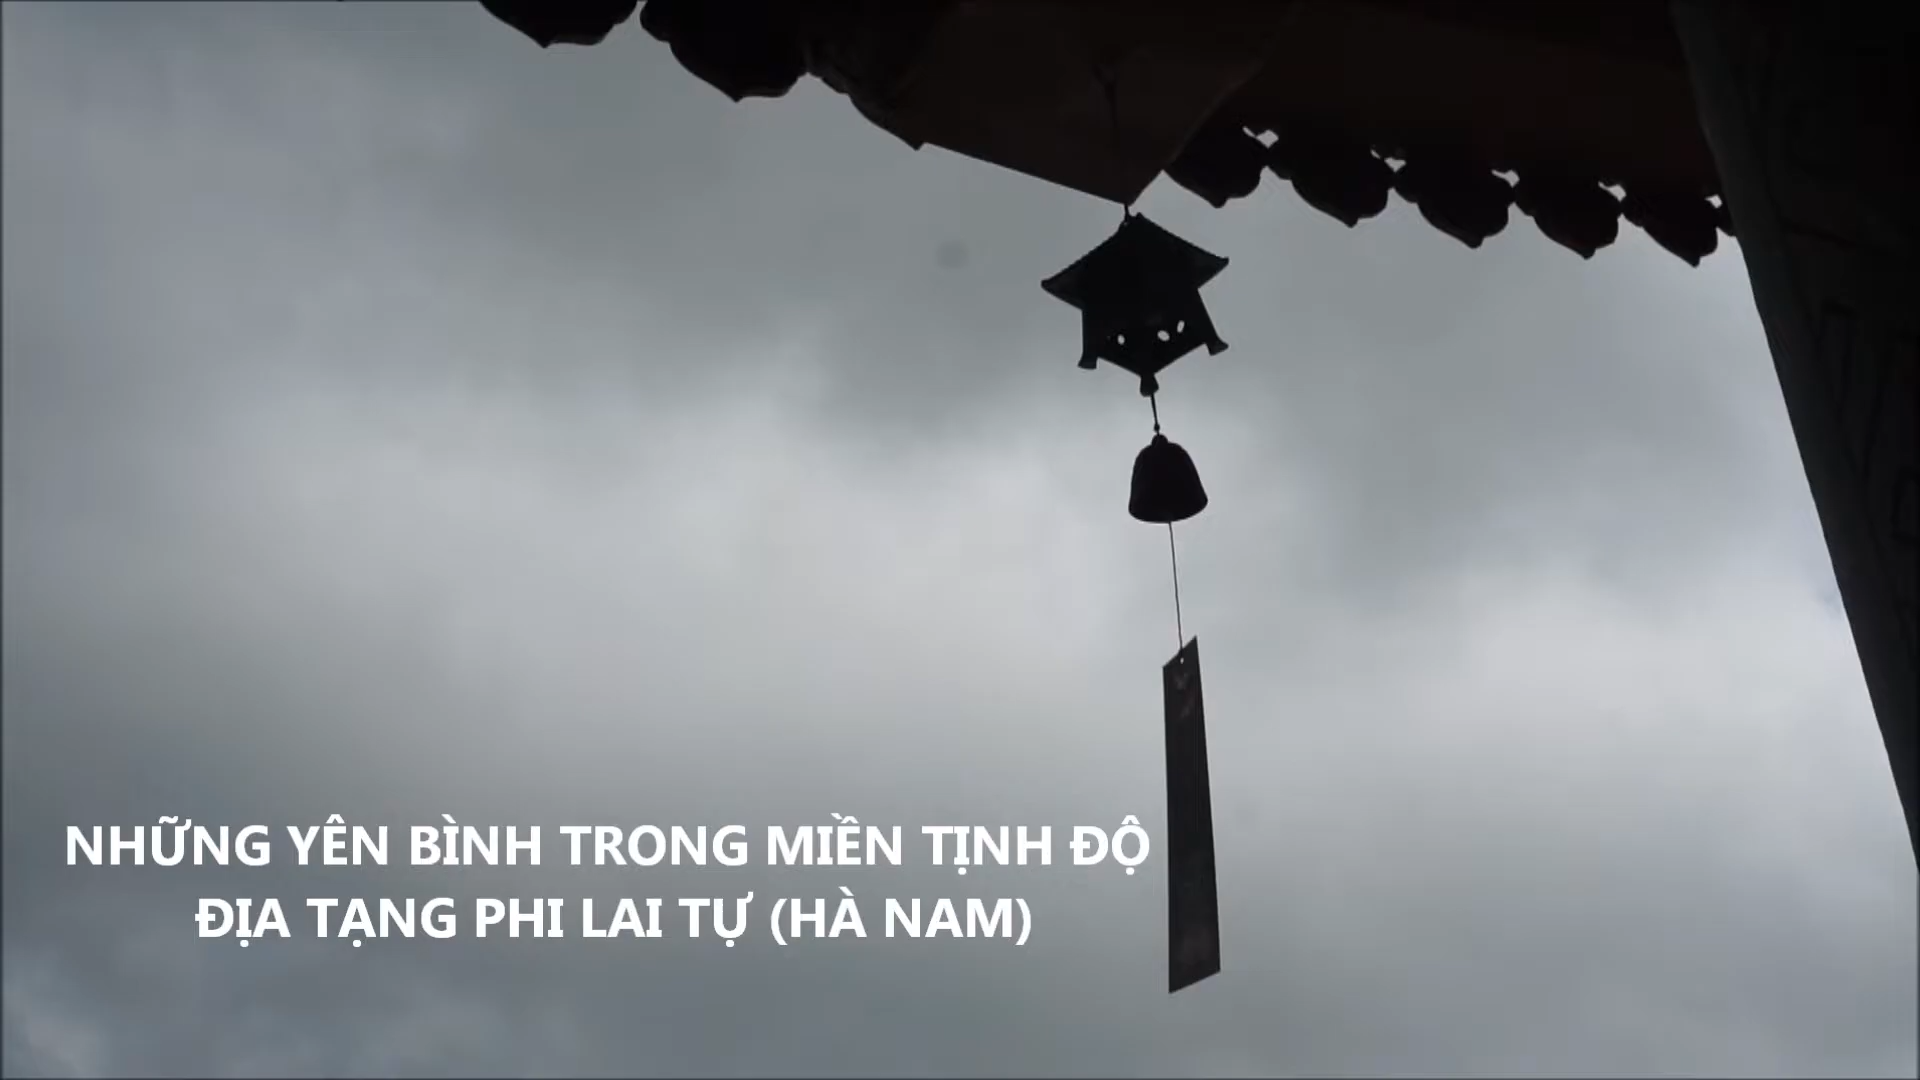 NHỮNG YÊN BÌNH TRONG MIỀN TỊNH ĐỘ
ĐỊA TẠNG PHI LAI TỰ (HÀ NAM)